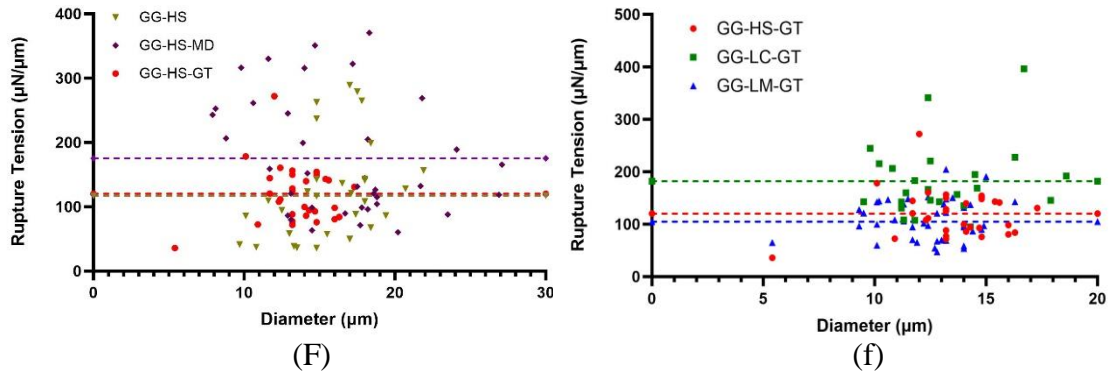 GG-HS
GG-HS-MD
GG-HS-GT
400
300
200
100
0
0
10
20
30
Rupture Tension (µN/µm)
Diameter (µm)
(F)
GG-HS-GT
GG-LC-GT
GG-LM-GT
500
400
300
200
100
0
0
5
10
15
20
Rupture Tension (µN/µm)
Diameter (µm)
(f)